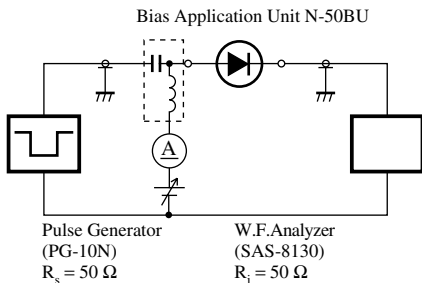 Bias Application Unit N-50BU
A
Pulse Generator
(PG-10N)
Rs = 50 Ω
W.F.Analyzer
(SAS-8130)
Ri = 50 Ω